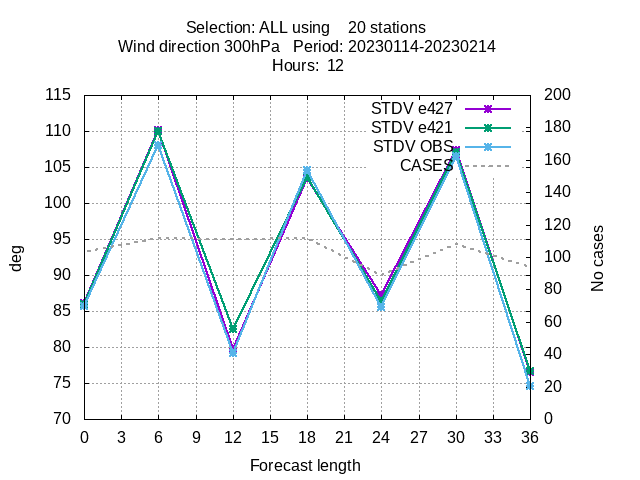 Selection: ALL using    20 stations
Wind direction 300hPa   Period: 20230114-20230214
Hours:  12
STDV e427
STDV e421
STDV OBS
CASES
115
110
105
100
95
90
85
80
75
70
deg
200
180
160
140
120
100
80
60
40
20
0
No cases
0 3 6 9 12 15 18 21 24 27 30 33 36
Forecast length